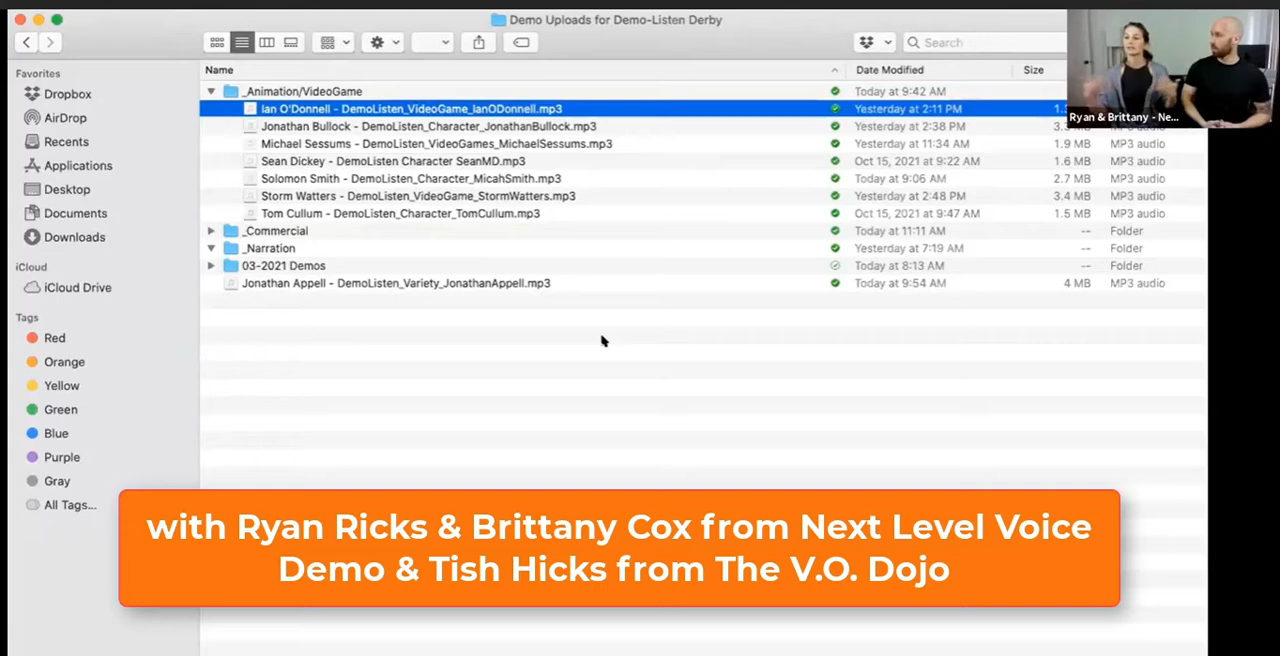 Demo Uploads for Demo-Listen Derby
Search
Favorites
Dropbox
AirDrop
Recents
Applications
Desktop
Documents
Downloads
iCloud
iCloud Drive
Tags
Red
Orange
Yellow
Green
Blue
Purple
Gray
All Tags...
Name Date Modified Size
_Animation/VideoGame Today at 9:42 AM
Ian O'Donnell - DemoListen_VideoGame_IanODonnell.mp3 Yesterday at 2:11 PM
Jonathan Bullock - DemoListen_Character_JonathanBullock.mp3 Yesterday at 2:38 PM
Michael Sessums - DemoListen_VideoGames_MichaelSessums.mp3 Yesterday at 11:34 AM 1.9 MB MP3 audio
Sean Dickey - DemoListen Character SeanMD.mp3 Oct 15, 2021 at 9:22 AM 1.6 MB MP3 audio
Solomon Smith - DemoListen_Character_MicahSmith.mp3 Today at 9:06 AM 2.7 MB MP3 audio
Storm Watters - DemoListen_VideoGame_StormWatters.mp3 Yesterday at 2:48 PM 3.4 MB MP3 audio
Tom Cullum - DemoListen_Character_TomCullum.mp3 Oct 15, 2021 at 9:47 AM 1.5 MB MP3 audio
_Commercial Today at 11:11 AM -- Folder
_Narration Yesterday at 7:19 AM -- Folder
03-2021 Demos Today at 8:13 AM -- Folder
Jonathan Appell - DemoListen_Variety_JonathanAppell.mp3 Today at 9:54 AM 4 MB MP3 audio
Ryan & Brittany - Ne...
with Ryan Ricks & Brittany Cox from Next Level Voice
Demo & Tish Hicks from The V.O. Dojo